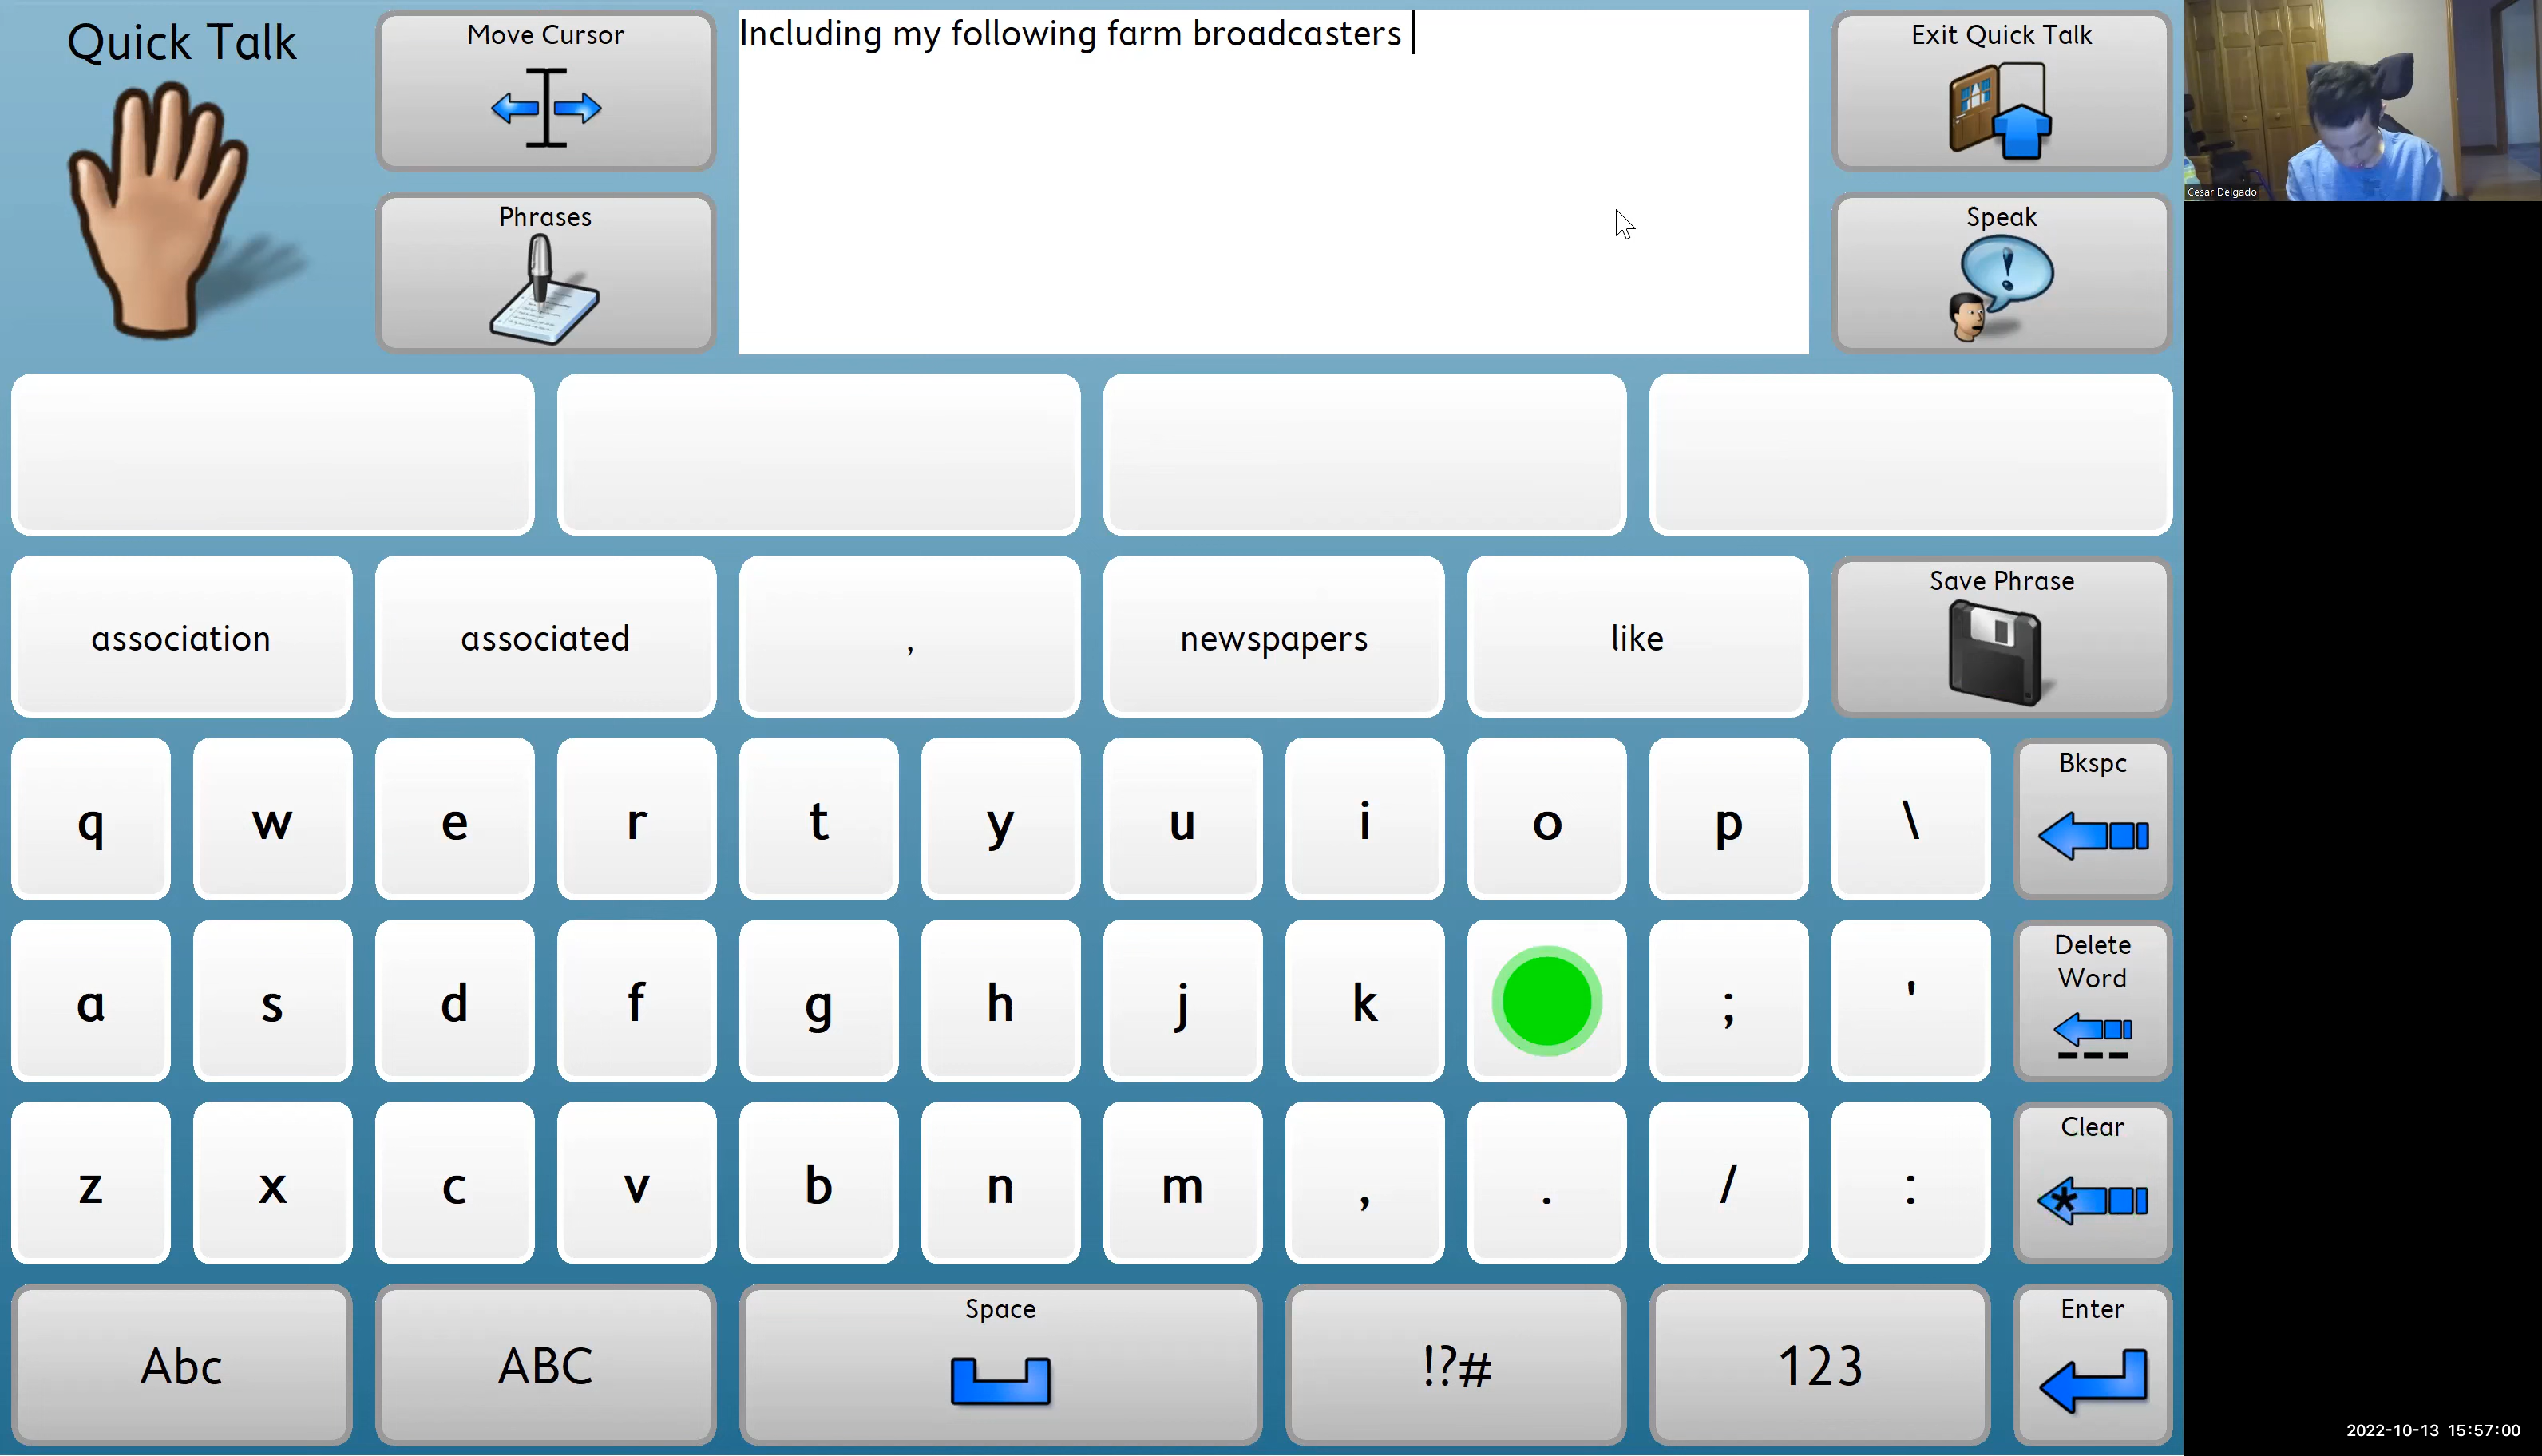 Quick Talk
Move Cursor
Including my following farm broadcasters
Exit Quick Talk
Cesar Delgado
Phrases
Speak
association
associated
,
newspapers
like
Save Phrase
q w e r t y u i o p \
Bkspc
a s d f g h j k ; '
Delete
Word
z x c v b n m , . / :
Clear
Abc
ABC
Space
!?#
123
Enter
2022-10-13 15:57:00